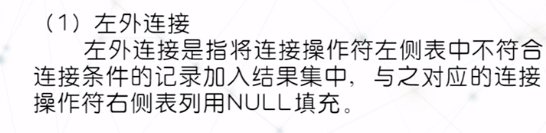 （1）左外连接
左外连接是指将连接操作符左侧表中不符合
连接条件的记录加入结果集中，与之对应的连接
操作符右侧表列用NULL填充。